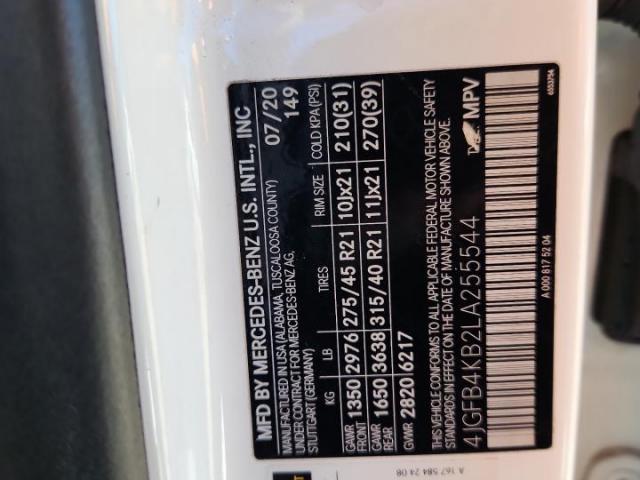 MFD BY MERCEDES-BENZ U.S. INTL., INC
MANUFACTURED IN USA (ALABAMA, TUSCALOOSA COUNTY) 07/20
UNDER CONTRACT FOR MERCEDES-BENZ AG, 149
STUTTGART (GERMANY)
KG LB TIRES RIM SIZE COLD KPA (PSI)
GAWR FRONT 1350 2976 275/45 R21 10Jx21 210(31)
GAWR REAR 1650 3638 315/40 R21 11Jx21 270(39)
GVWR 2820 6217
THIS VEHICLE CONFORMS TO ALL APPLICABLE FEDERAL MOTOR VEHICLE SAFETY
STANDARDS IN EFFECT ON THE DATE OF MANUFACTURE SHOWN ABOVE.
4JGFB4KB2LA255544 MPV
A 000 817 52 04
6553754
A 167 584 24 08